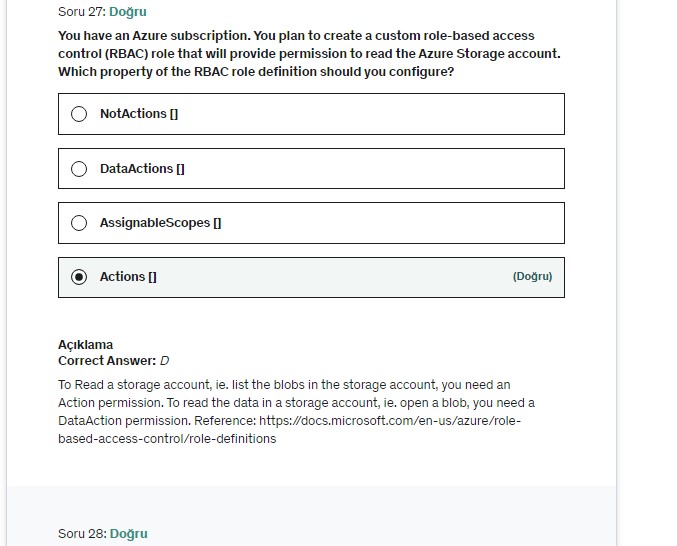 Soru 27: Doğru
You have an Azure subscription. You plan to create a custom role-based access
control (RBAC) role that will provide permission to read the Azure Storage account.
Which property of the RBAC role definition should you configure?
NotActions []
DataActions []
AssignableScopes []
Actions []
(Doğru)
Açıklama
Correct Answer: D
To Read a storage account, ie. list the blobs in the storage account, you need an
Action permission. To read the data in a storage account, ie. open a blob, you need a
DataAction permission. Reference: https://docs.microsoft.com/en-us/azure/role-
based-access-control/role-definitions
Soru 28: Doğru